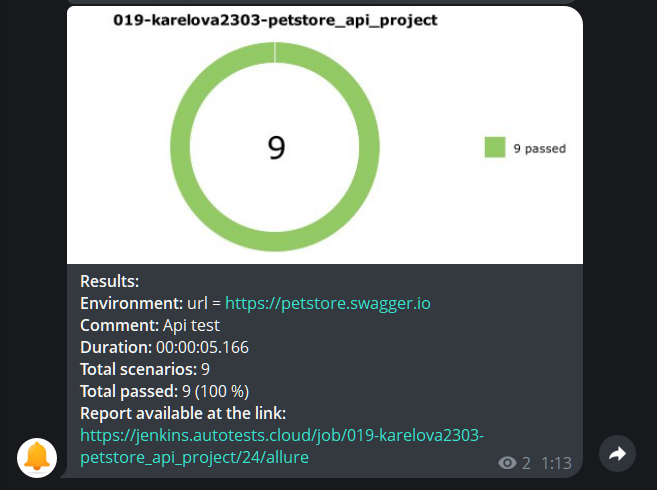 019-karelova2303-petstore_api_project
9
9 passed
Results:
Environment: url = https://petstore.swagger.io
Comment: Api test
Duration: 00:00:05.166
Total scenarios: 9
Total passed: 9 (100 %)
Report available at the link:
https://jenkins.autotests.cloud/job/019-karelova2303-
petstore_api_project/24/allure
2 1:13